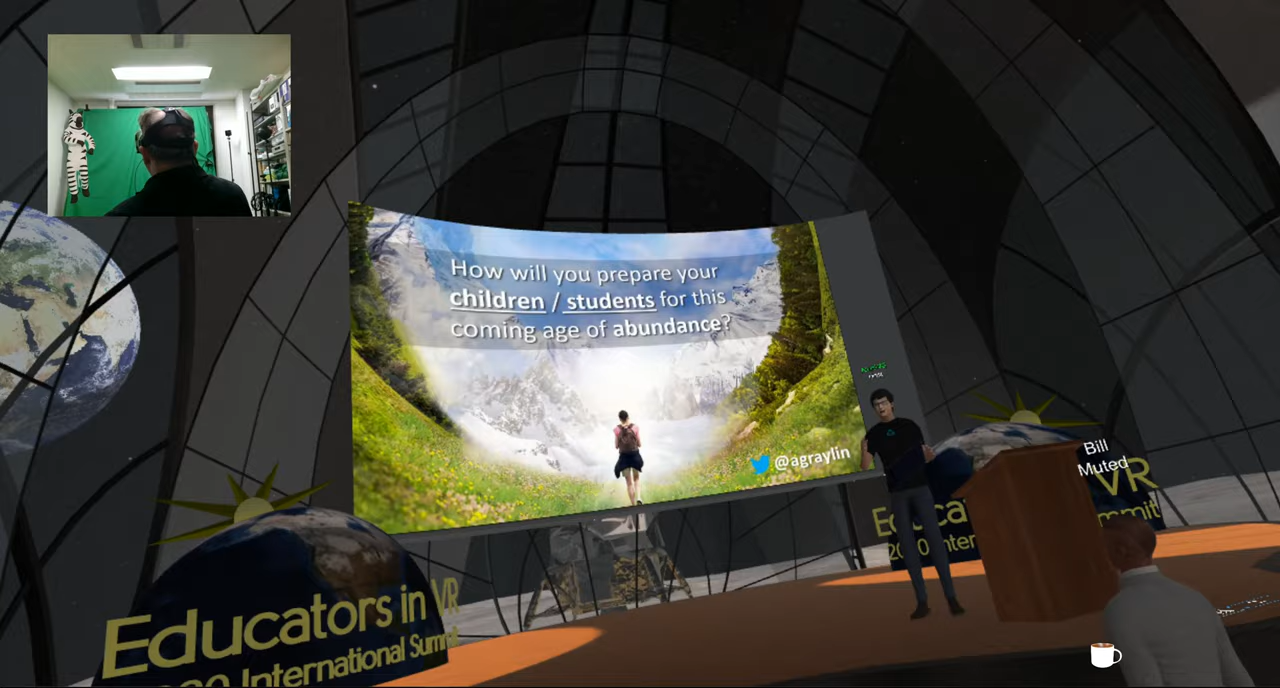 How will you prepare your
children / students for this
coming age of abundance?
@agraylin
Bill
Muted
VR
Educators in VR
International Summit